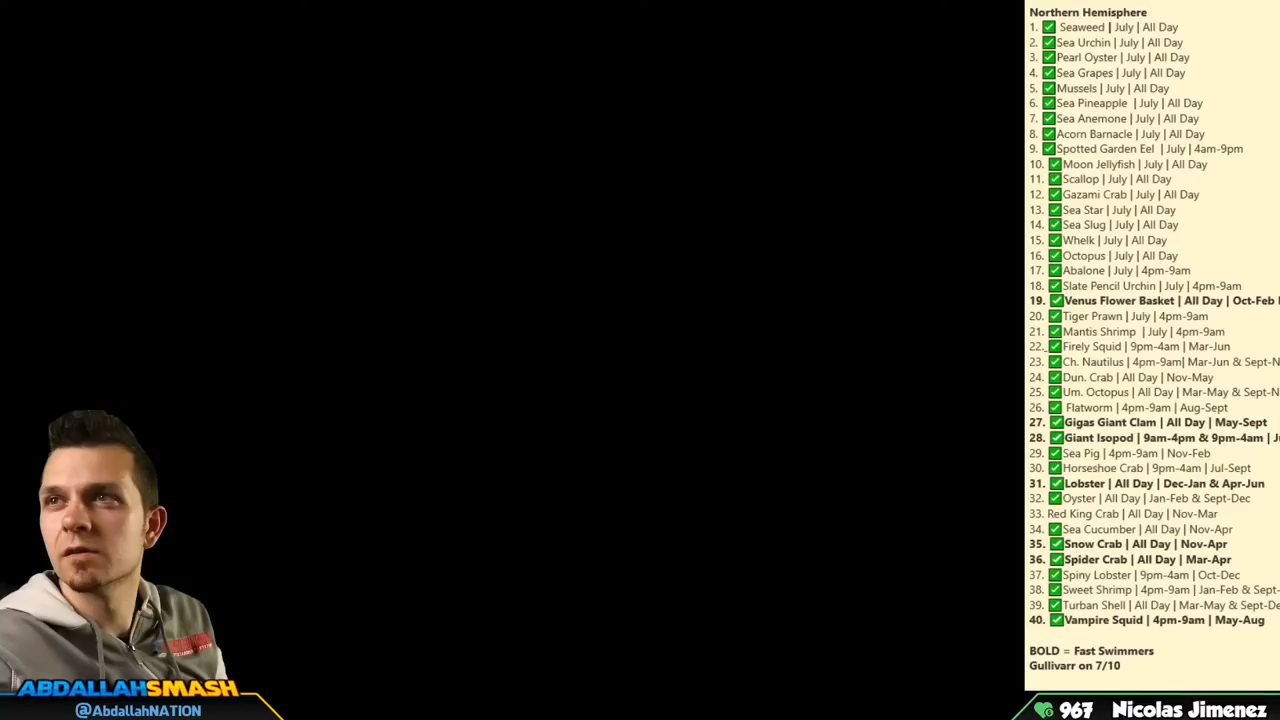 Northern Hemisphere
1. ✅ Seaweed | July | All Day
2. ✅Sea Urchin | July | All Day
3. ✅Pearl Oyster | July | All Day
4. ✅Sea Grapes | July | All Day
5. ✅Mussels | July | All Day
6. ✅Sea Pineapple | July | All Day
7. ✅Sea Anemone | July | All Day
8. ✅Acorn Barnacle | July | All Day
9. ✅Spotted Garden Eel | July | 4am-9pm
10. ✅Moon Jellyfish | July | All Day
11. ✅Scallop | July | All Day
12. ✅Gazami Crab | July | All Day
13. ✅Sea Star | July | All Day
14. ✅Sea Slug | July | All Day
15. ✅Whelk | July | All Day
16. ✅Octopus | July | All Day
17. ✅Abalone | July | 4pm-9am
18. ✅Slate Pencil Urchin | July | 4pm-9am
19. ✅Venus Flower Basket | All Day | Oct-Feb
20. ✅Tiger Prawn | July | 4pm-9am
21. ✅Mantis Shrimp | July | 4pm-9am
22. ✅Firely Squid | 9pm-4am | Mar-Jun
23. ✅Ch. Nautilus | 4pm-9am| Mar-Jun & Sept-N
24. ✅Dun. Crab | All Day | Nov-May
25. ✅Um. Octopus | All Day | Mar-May & Sept-N
26. ✅ Flatworm | 4pm-9am | Aug-Sept
27. ✅Gigas Giant Clam | All Day | May-Sept
28. ✅Giant Isopod | 9am-4pm & 9pm-4am |
29. ✅Sea Pig | 4pm-9am | Nov-Feb
30. ✅Horseshoe Crab | 9pm-4am | Jul-Sept
31. ✅Lobster | All Day | Dec-Jan & Apr-Jun
32. ✅Oyster | All Day | Jan-Feb & Sept-Dec
33. Red King Crab | All Day | Nov-Mar
34. ✅Sea Cucumber | All Day | Nov-Apr
35. ✅Snow Crab | All Day | Nov-Apr
36. ✅Spider Crab | All Day | Mar-Apr
37. ✅Spiny Lobster | 9pm-4am | Oct-Dec
38. ✅Sweet Shrimp | 4pm-9am | Jan-Feb & Sept-
39. ✅Turban Shell | All Day | Mar-May & Sept-De
40. ✅Vampire Squid | 4pm-9am | May-Aug
BOLD = Fast Swimmers
Gullivarr on 7/10
ABDALLAHSMASH
@AbdallahNATION
967 Nicolas Jimenez